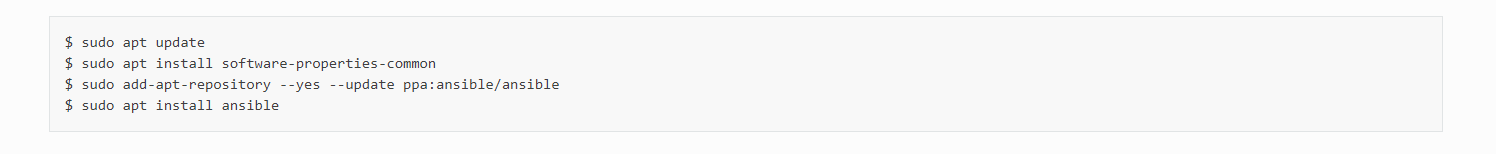 $ sudo apt update
$ sudo apt install software-properties-common
$ sudo add-apt-repository --yes --update ppa:ansible/ansible
$ sudo apt install ansible